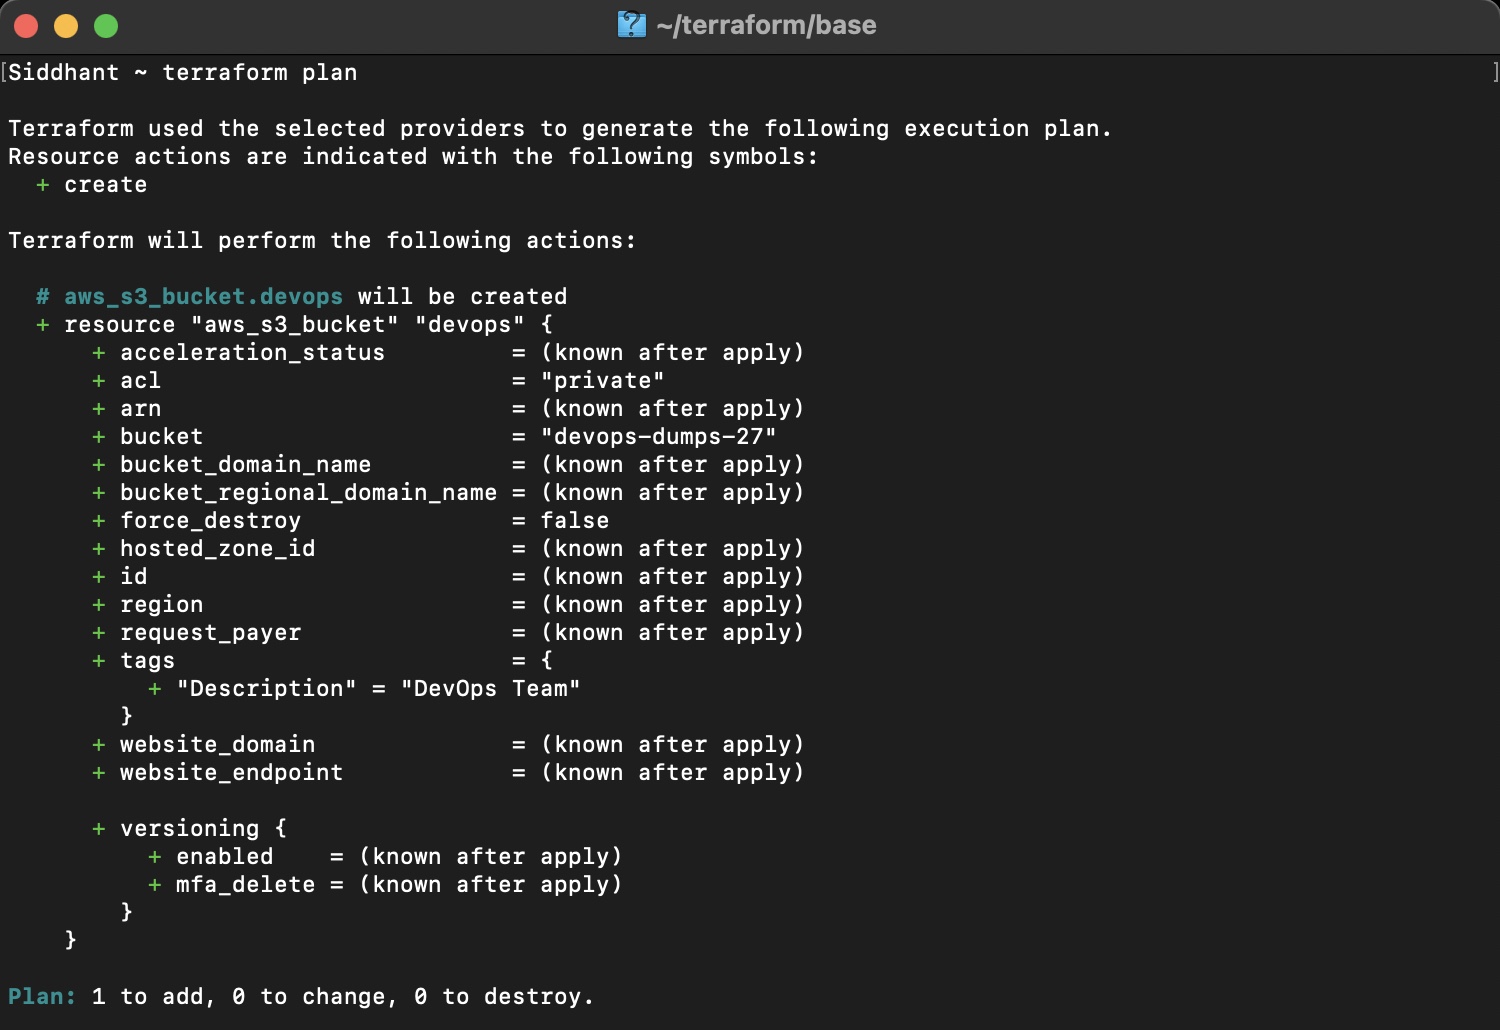 ~/terraform/base
[Siddhant ~ terraform plan ]
Terraform used the selected providers to generate the following execution plan.
Resource actions are indicated with the following symbols:
  + create
Terraform will perform the following actions:
  # aws_s3_bucket.devops will be created
  + resource "aws_s3_bucket" "devops" {
      + acceleration_status         = (known after apply)
      + acl                         = "private"
      + arn                         = (known after apply)
      + bucket                      = "devops-dumps-27"
      + bucket_domain_name          = (known after apply)
      + bucket_regional_domain_name = (known after apply)
      + force_destroy               = false
      + hosted_zone_id              = (known after apply)
      + id                          = (known after apply)
      + region                      = (known after apply)
      + request_payer               = (known after apply)
      + tags                        = {
          + "Description" = "DevOps Team"
        }
      + website_domain              = (known after apply)
      + website_endpoint            = (known after apply)
      + versioning {
          + enabled    = (known after apply)
          + mfa_delete = (known after apply)
        }
    }
Plan: 1 to add, 0 to change, 0 to destroy.